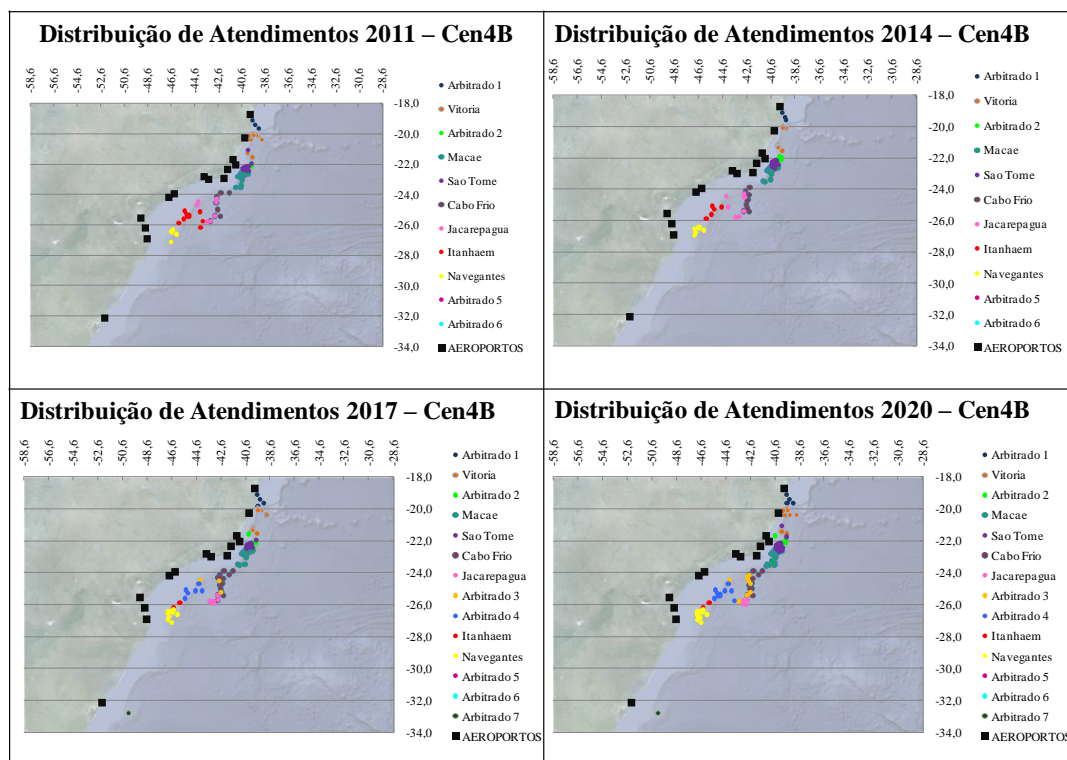 Distribuição de Atendimentos 2011 – Cen4B
-58,6 -56,6 -54,6 -52,6 -50,6 -48,6 -46,6 -44,6 -42,6 -40,6 -38,6 -36,6 -34,6 -32,6 -30,6 -28,6
-18,0
-20,0
-22,0
-24,0
-26,0
-28,0
-30,0
-32,0
-34,0
Arbitrado 1
Vitoria
Arbitrado 2
Macae
Sao Tome
Cabo Frio
Jacarepagua
Itanhaem
Navegantes
Arbitrado 5
Arbitrado 6
AEROPORTOS
Distribuição de Atendimentos 2014 – Cen4B
-58,6 -56,6 -54,6 -52,6 -50,6 -48,6 -46,6 -44,6 -42,6 -40,6 -38,6 -36,6 -34,6 -32,6 -30,6 -28,6
-18,0
-20,0
-22,0
-24,0
-26,0
-28,0
-30,0
-32,0
-34,0
Arbitrado 1
Vitoria
Arbitrado 2
Macae
Sao Tome
Cabo Frio
Jacarepagua
Itanhaem
Navegantes
Arbitrado 5
Arbitrado 6
AEROPORTOS
Distribuição de Atendimentos 2017 – Cen4B
-58,6 -56,6 -54,6 -52,6 -50,6 -48,6 -46,6 -44,6 -42,6 -40,6 -38,6 -36,6 -34,6 -32,6 -30,6 -28,6
-18,0
-20,0
-22,0
-24,0
-26,0
-28,0
-30,0
-32,0
-34,0
Arbitrado 1
Vitoria
Arbitrado 2
Macae
Sao Tome
Cabo Frio
Jacarepagua
Arbitrado 3
Arbitrado 4
Itanhaem
Navegantes
Arbitrado 5
Arbitrado 6
Arbitrado 7
AEROPORTOS
Distribuição de Atendimentos 2020 – Cen4B
-58,6 -56,6 -54,6 -52,6 -50,6 -48,6 -46,6 -44,6 -42,6 -40,6 -38,6 -36,6 -34,6 -32,6 -30,6 -28,6
-18,0
-20,0
-22,0
-24,0
-26,0
-28,0
-30,0
-32,0
-34,0
Arbitrado 1
Vitoria
Arbitrado 2
Macae
Sao Tome
Cabo Frio
Jacarepagua
Arbitrado 3
Arbitrado 4
Itanhaem
Navegantes
Arbitrado 5
Arbitrado 6
Arbitrado 7
AEROPORTOS